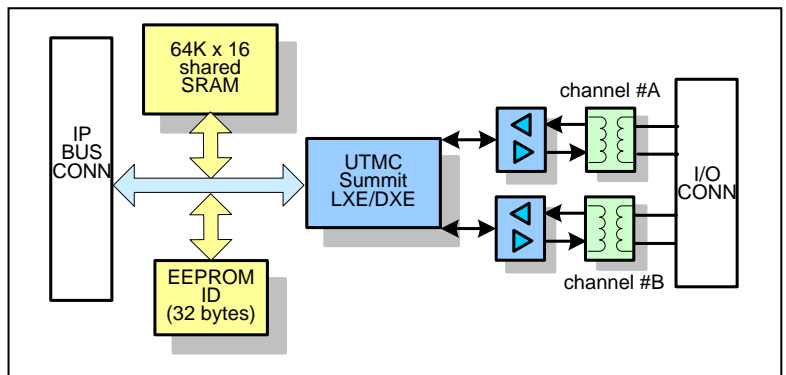 64K x 16
shared
SRAM
IP
BUS
CONN
UTMC
Summit
LXE/DXE
EEPROM
ID
(32 bytes)
channel #A
channel #B
I/O
CONN